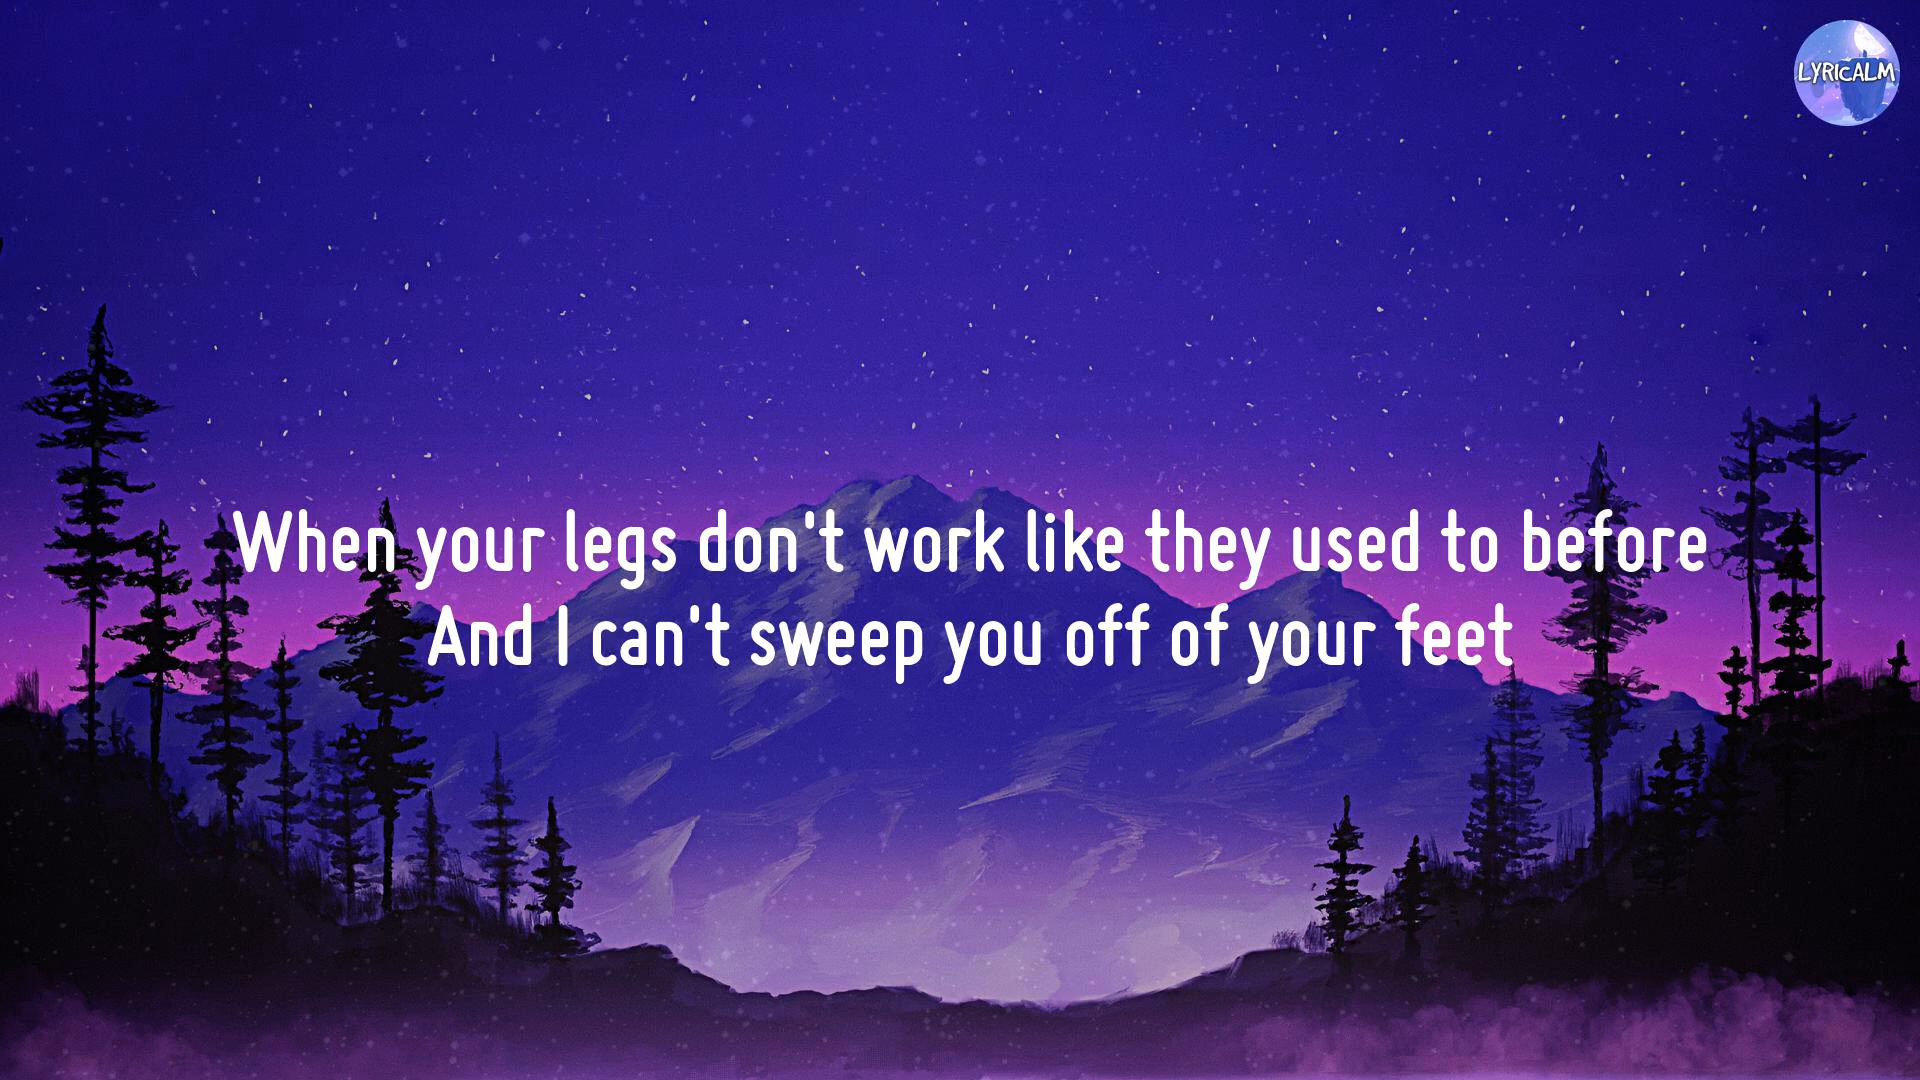 LYRICALM
When your legs don't work like they used to before
And I can't sweep you off of your feet